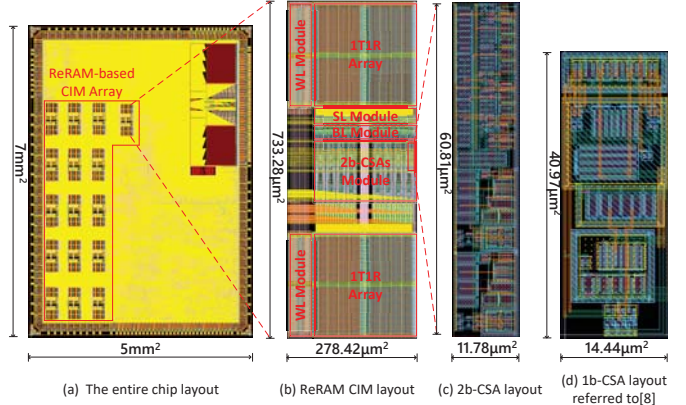 ReRAM-based
CIM Array
7mm²
5mm²
(a) The entire chip layout
WL Module
1T1R
Array
SL Module
BL Module
2b CSAs
Module
WL Module
1T1R
Array
733.28μm²
278.42μm²
(b) ReRAM CIM layout
60.81μm²
11.78μm²
(c) 2b-CSA layout
40.97μm²
14.44μm²
(d) 1b-CSA layout
referred to[8]